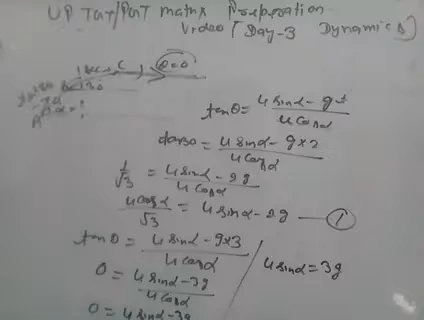 UP TGT/PGT maths Preparation
Video [Day-3 Dynamics]
θ=0
tanθ = (u sinα - gt)/(u cosα)
tan30 = (u sinα - g×2)/(u cosα)
1/√3 = (u sinα - 2g)/(u cosα)
(u cosα)/√3 = u sinα - 2g — ①
tanθ = (u sinα - g×3)/(u cosα)
0 = (u sinα - 3g)/(u cosα)
u sinα = 3g
0 = u sinα - 3g